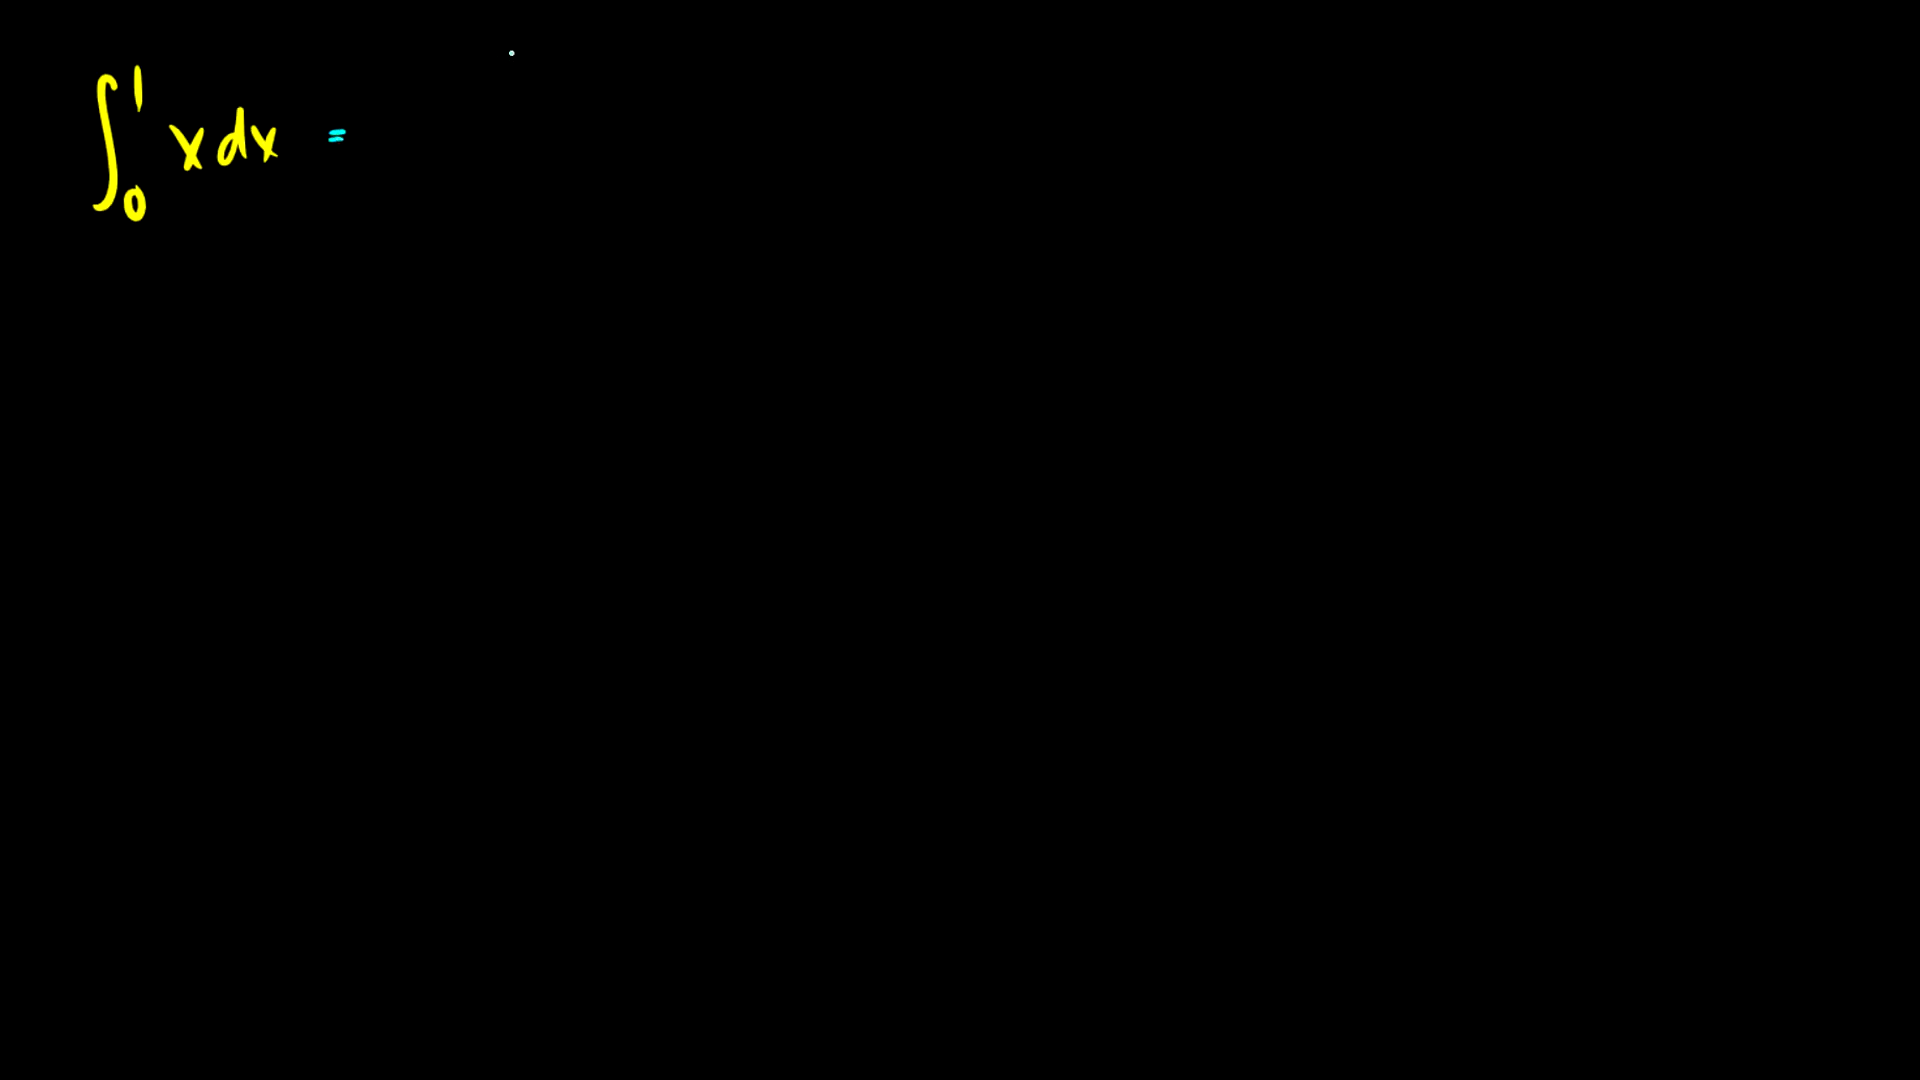 ∫₀¹ x dx =